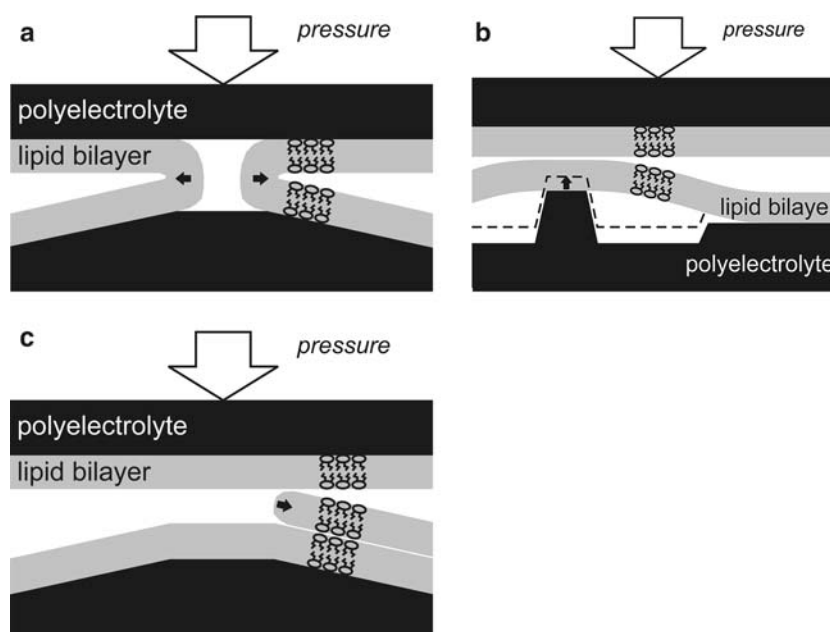 a
pressure
polyelectrolyte
lipid bilayer
b
pressure
lipid bilaye
polyelectrolyte
c
pressure
polyelectrolyte
lipid bilayer